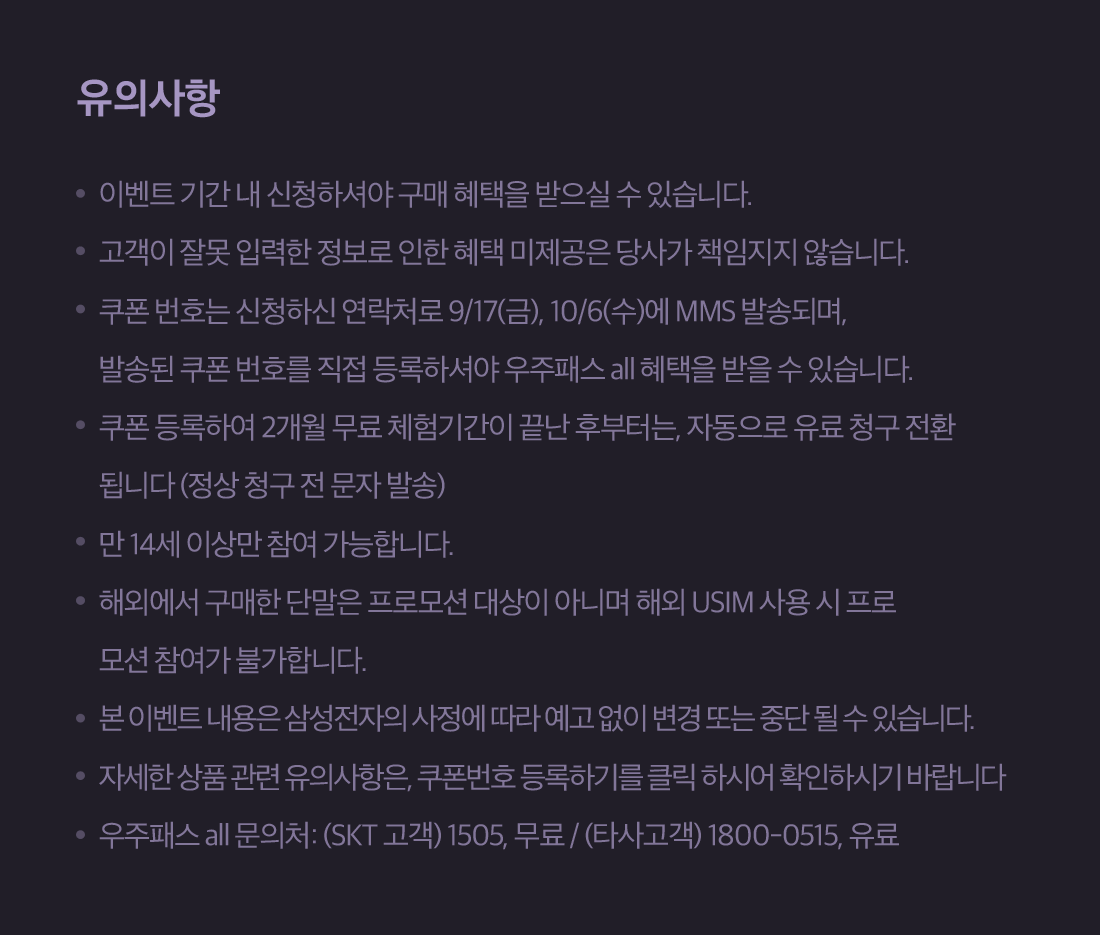 유의사항
• 이벤트 기간 내 신청하셔야 구매 혜택을 받으실 수 있습니다.
• 고객이 잘못 입력한 정보로 인한 혜택 미제공은 당사가 책임지지 않습니다.
• 쿠폰 번호는 신청하신 연락처로 9/17(금), 10/6(수)에 MMS 발송되며,
발송된 쿠폰 번호를 직접 등록하셔야 우주패스 all 혜택을 받을 수 있습니다.
• 쿠폰 등록하여 2개월 무료 체험기간이 끝난 후부터는, 자동으로 유료 청구 전환
됩니다 (정상 청구 전 문자 발송)
• 만 14세 이상만 참여 가능합니다.
• 해외에서 구매한 단말은 프로모션 대상이 아니며 해외 USIM 사용 시 프로
모션 참여가 불가합니다.
• 본 이벤트 내용은 삼성전자의 사정에 따라 예고 없이 변경 또는 중단 될 수 있습니다.
• 자세한 상품 관련 유의사항은, 쿠폰번호 등록하기를 클릭 하시어 확인하시기 바랍니다
• 우주패스 all 문의처: (SKT 고객) 1505, 무료 / (타사고객) 1800-0515, 유료